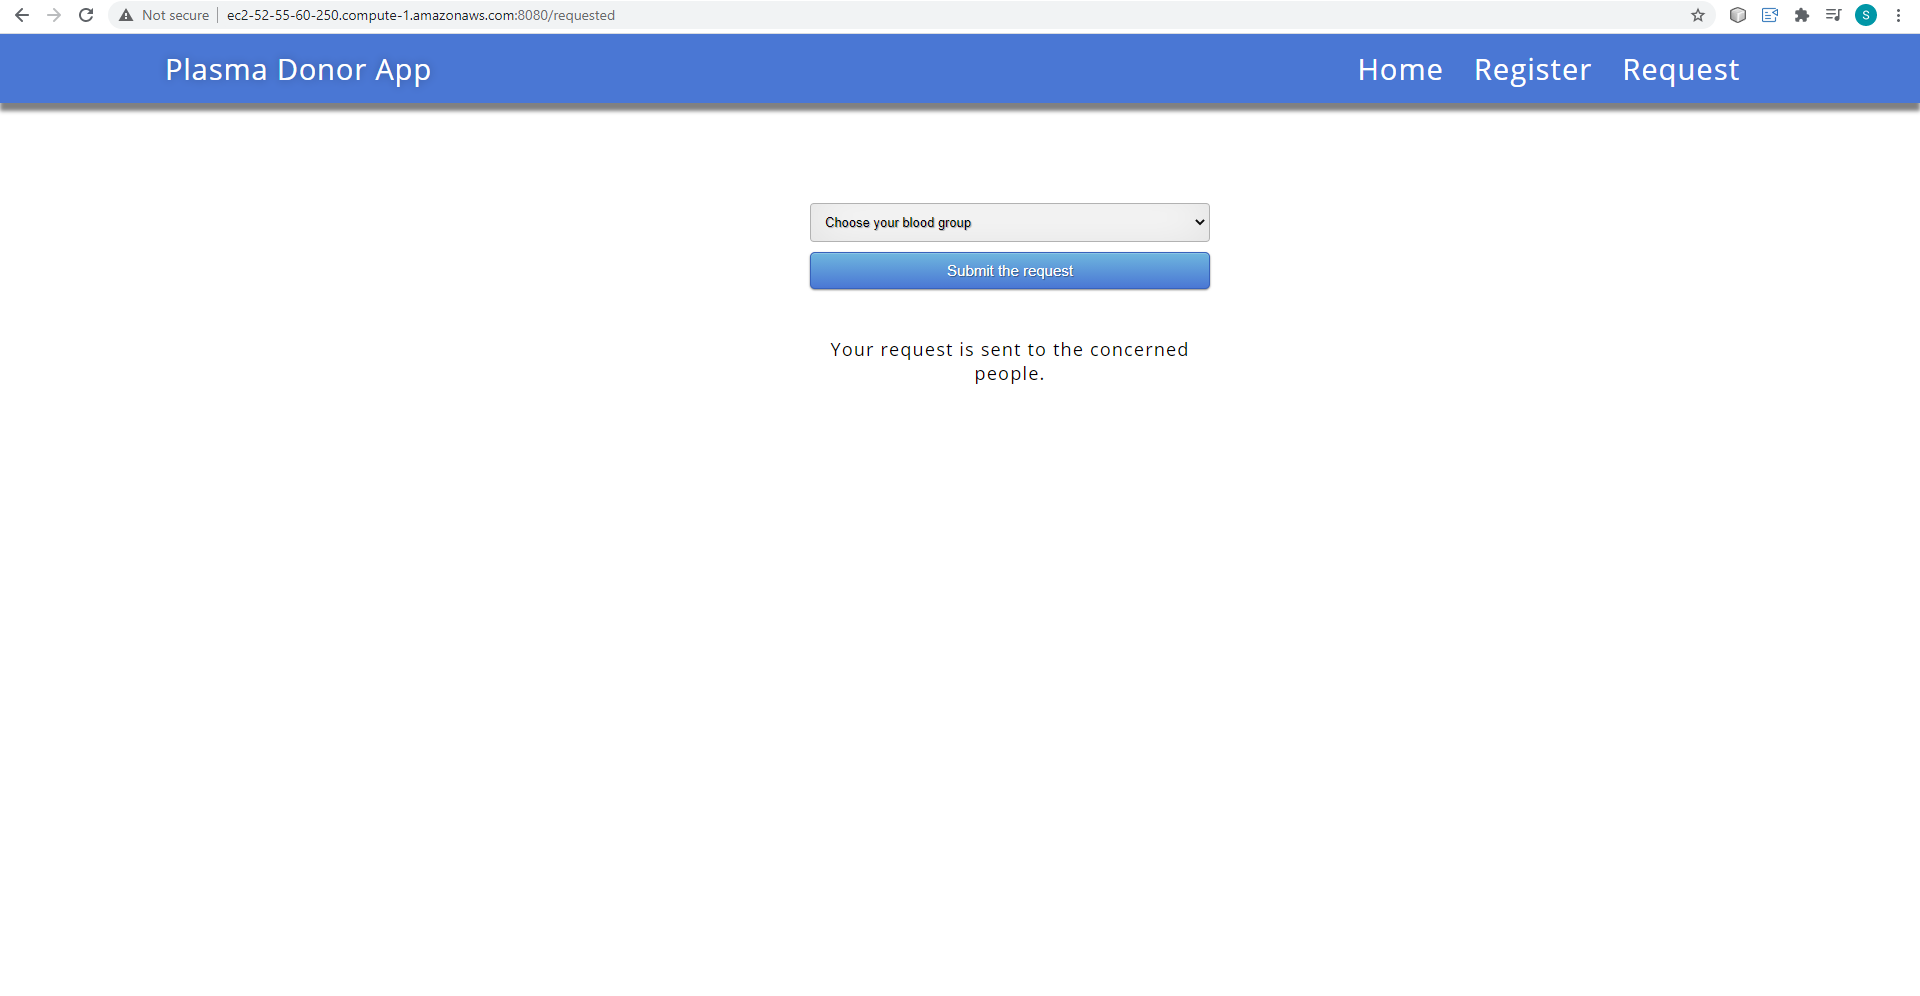 Not secure ec2-52-55-60-250.compute-1.amazonaws.com:8080/requested S
Plasma Donor App Home Register Request
Choose your blood group
Submit the request
Your request is sent to the concerned
people.